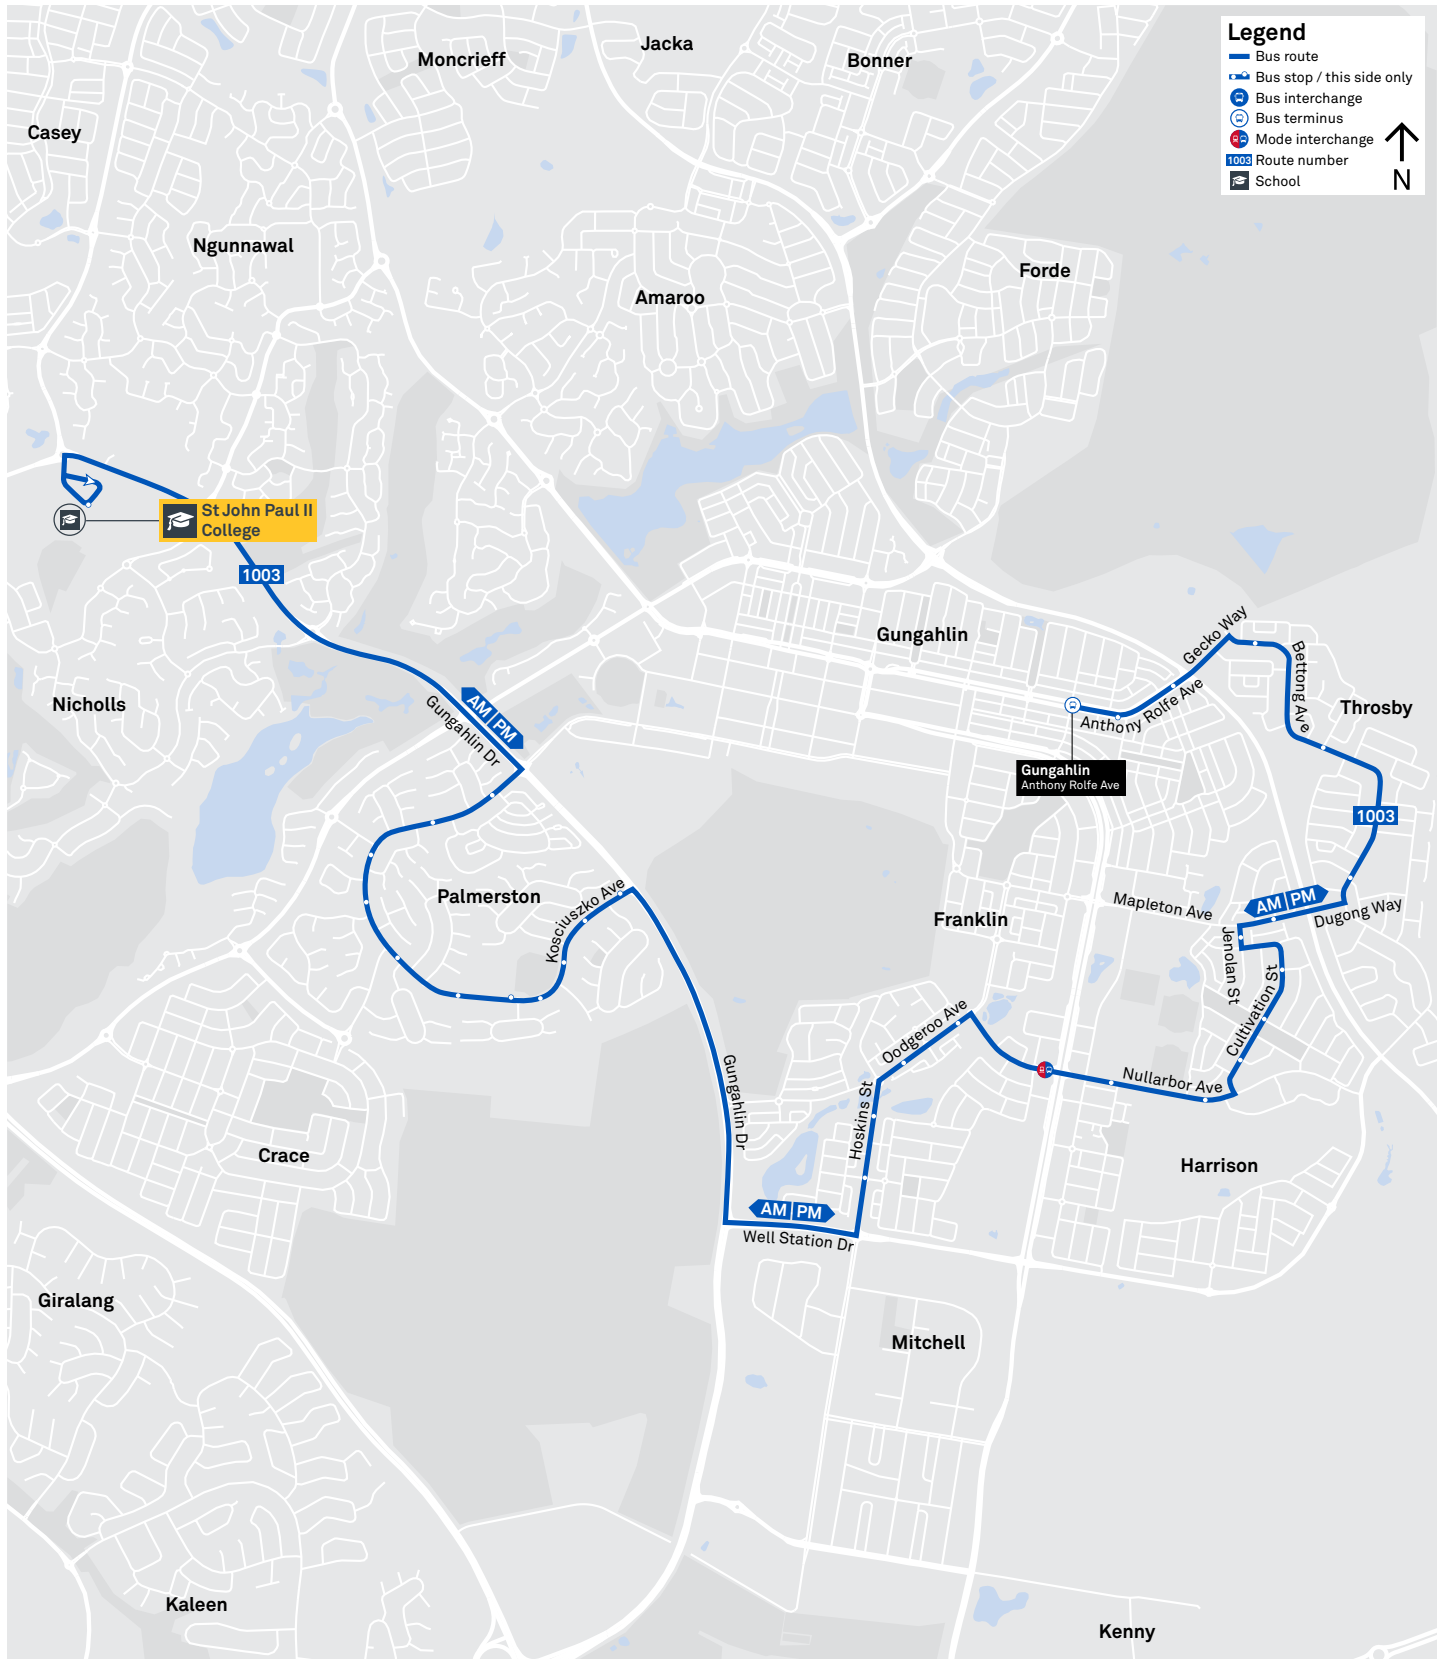 Legend
Bus route
Bus stop / this side only
Bus interchange
Bus terminus
Mode interchange
1003 Route number
School
N
Jacka
Moncrieff
Bonner
Casey
Ngunnawal
Forde
Amaroo
St John Paul II
College
1003
Gecko Way
Gungahlin
Bettong Ave
Anthony Rolfe Ave
Nicholls
Throsby
AM PM
Gungahlin Dr
Gungahlin
Anthony Rolfe Ave
1003
Palmerston
Kosciuszko Ave
Mapleton Ave
AM PM
Dugong Way
Franklin
Jenolan St
Cultivation St
Oodgeroo Ave
Nullarbor Ave
Gungahlin Dr
Hoskins St
Crace
Harrison
AM PM
Well Station Dr
Giralang
Mitchell
Kaleen
Kenny